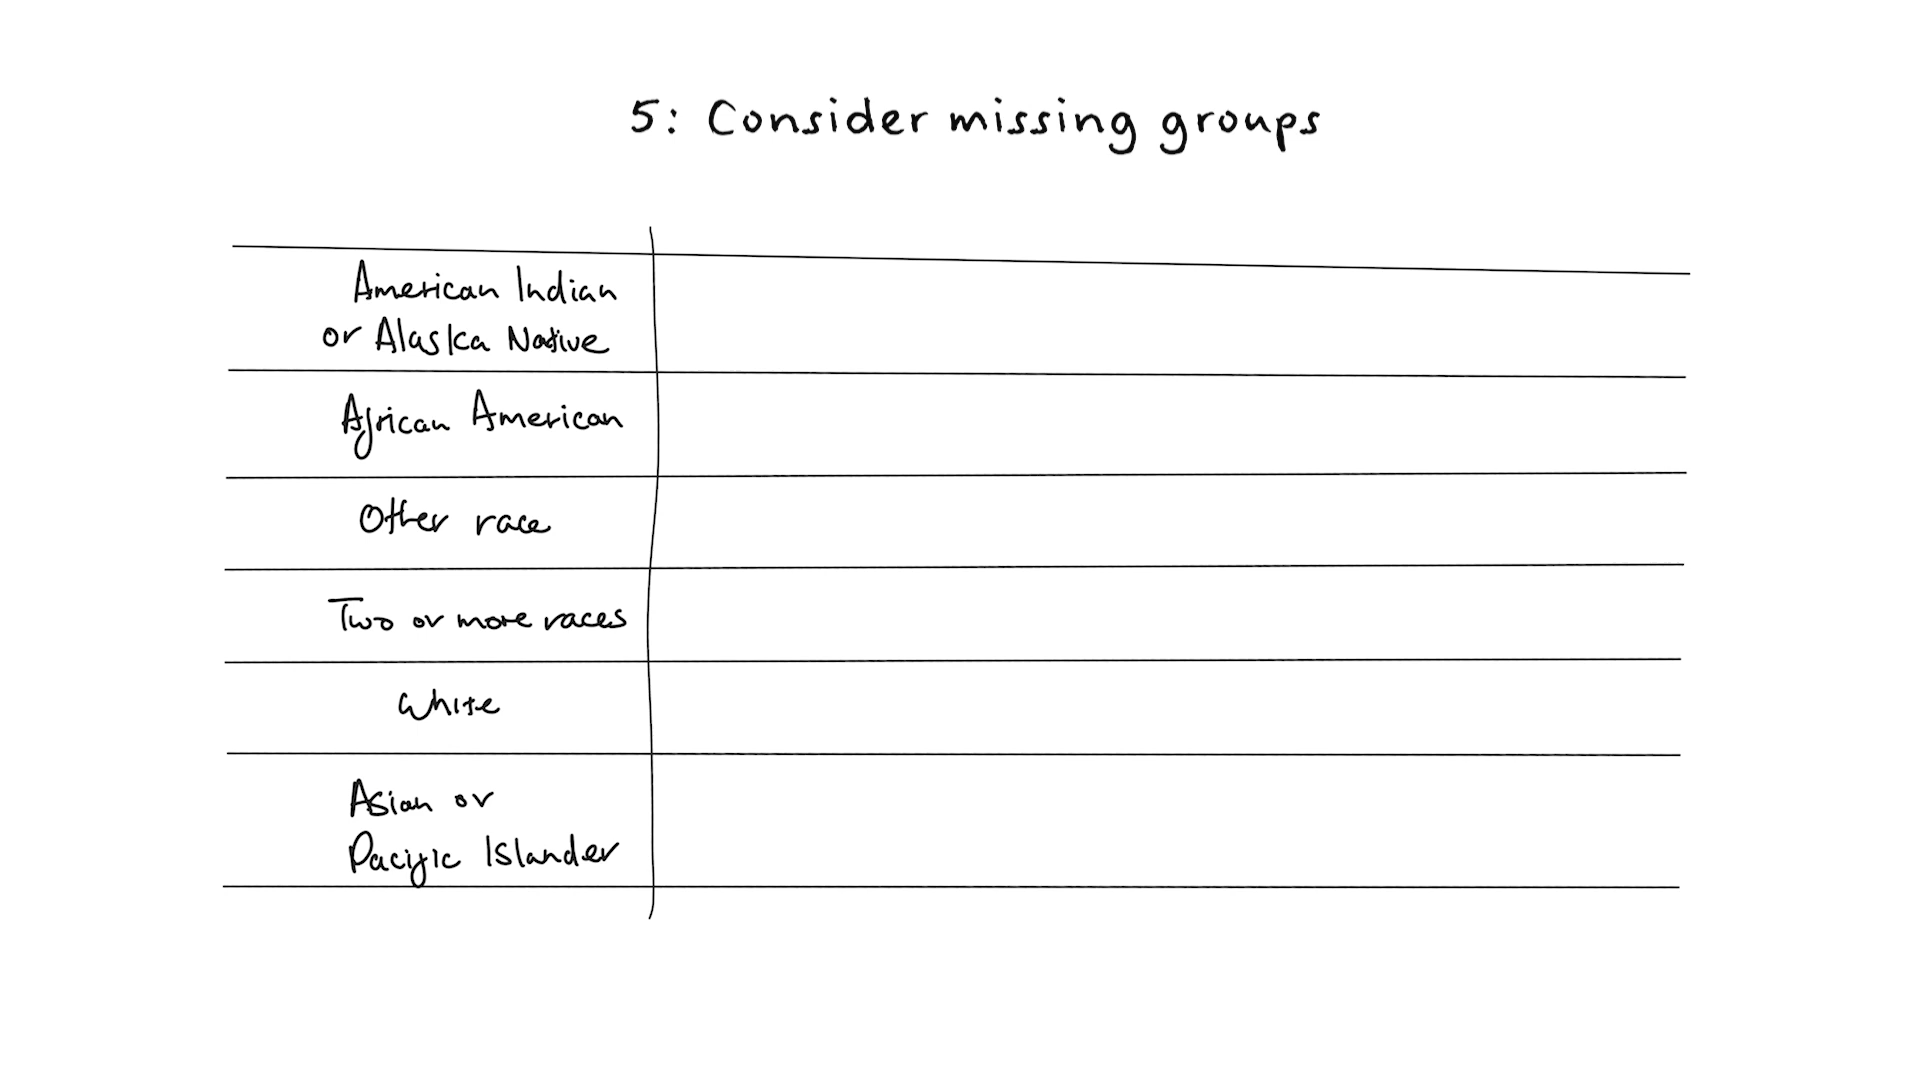 5: Consider missing groups
American Indian
or Alaska Native
African American
Other race
Two or more races
White
Asian or
Pacific Islander